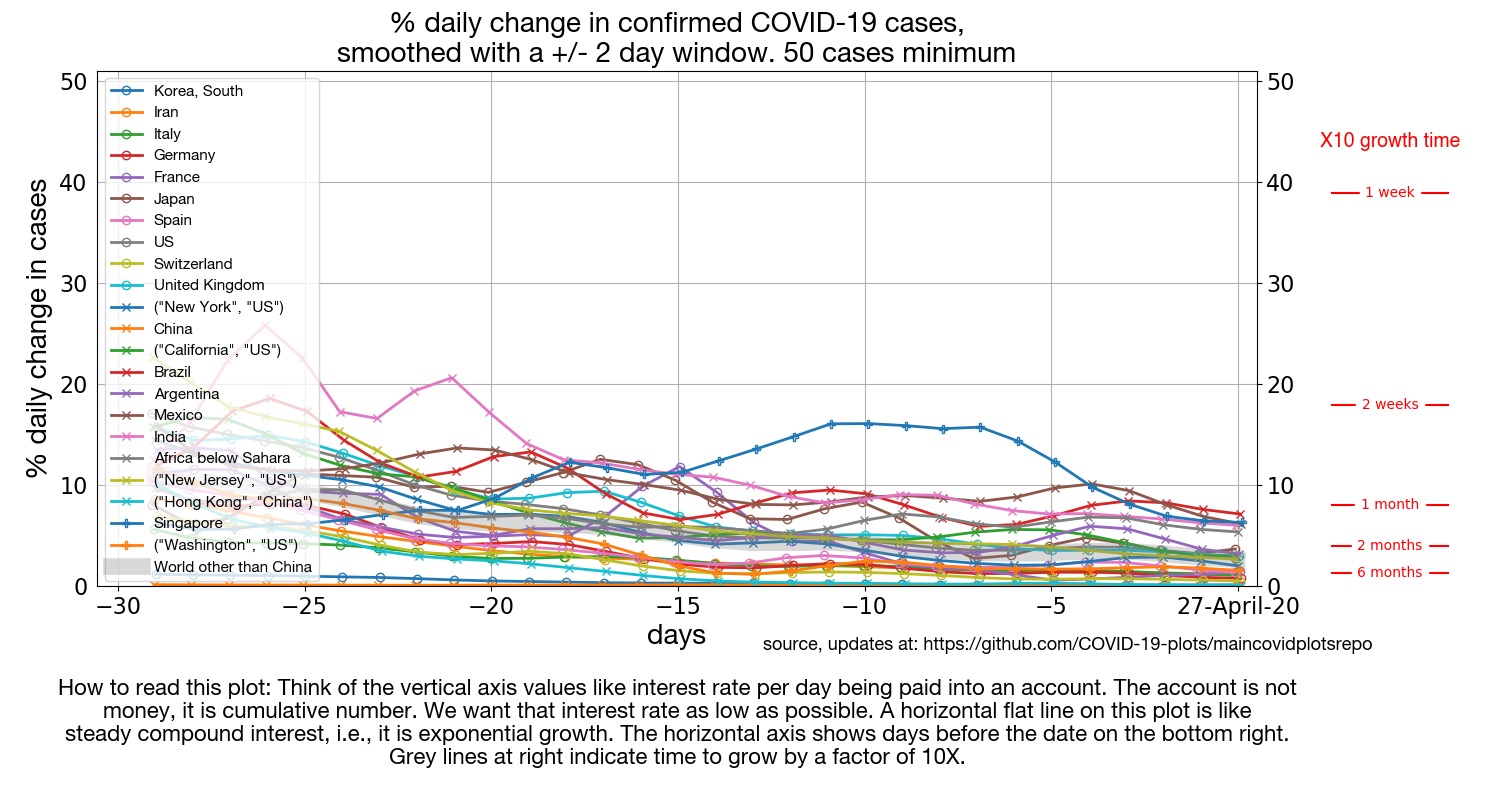 % daily change in confirmed COVID-19 cases,
smoothed with a +/- 2 day window. 50 cases minimum
% daily change in cases
50
40
30
20
10
0
Korea, South
Iran
Italy
Germany
France
Japan
Spain
US
Switzerland
United Kingdom
("New York", "US")
China
("California", "US")
Brazil
Argentina
Mexico
India
Africa below Sahara
("New Jersey", "US")
("Hong Kong", "China")
Singapore
("Washington", "US")
World other than China
50
40
30
20
10
0
X10 growth time
1 week
2 weeks
1 month
2 months
6 months
−30
−25
−20
−15
−10
−5
27-April-20
days
source, updates at: https://github.com/COVID-19-plots/maincovidplotsrepo
How to read this plot: Think of the vertical axis values like interest rate per day being paid into an account. The account is not
money, it is cumulative number. We want that interest rate as low as possible. A horizontal flat line on this plot is like
steady compound interest, i.e., it is exponential growth. The horizontal axis shows days before the date on the bottom right.
Grey lines at right indicate time to grow by a factor of 10X.